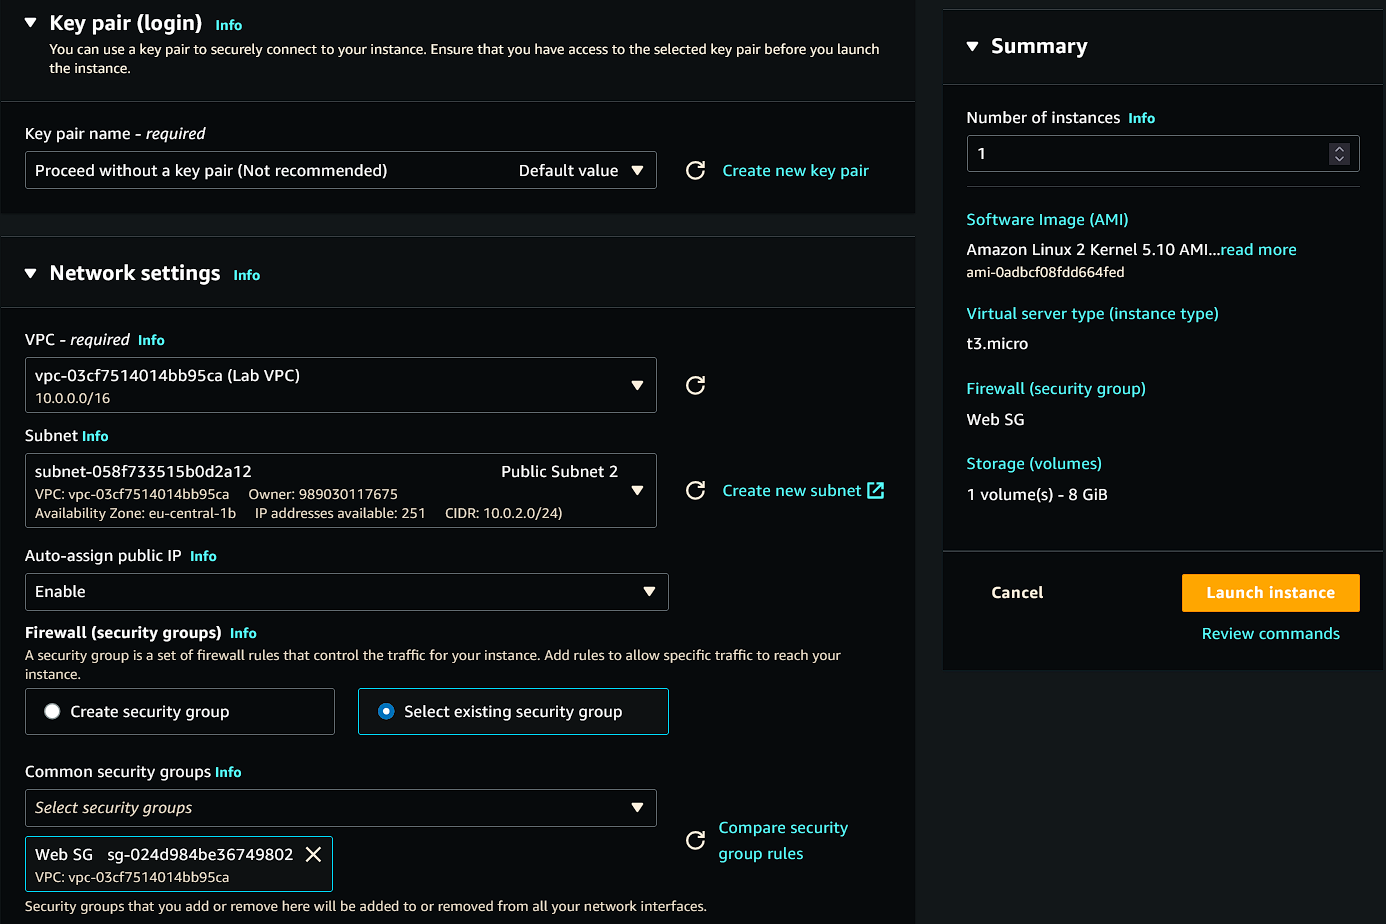 Key pair (login) Info
You can use a key pair to securely connect to your instance. Ensure that you have access to the selected key pair before you launch
the instance.
Key pair name - required
Proceed without a key pair (Not recommended) Default value
Create new key pair
Network settings Info
VPC - required Info
vpc-03cf7514014bb95ca (Lab VPC)
10.0.0.0/16
Subnet Info
subnet-058f733515b0d2a12 Public Subnet 2
VPC: vpc-03cf7514014bb95ca Owner: 989030117675
Availability Zone: eu-central-1b IP addresses available: 251 CIDR: 10.0.2.0/24)
Create new subnet
Auto-assign public IP Info
Enable
Firewall (security groups) Info
A security group is a set of firewall rules that control the traffic for your instance. Add rules to allow specific traffic to reach your
instance.
Create security group
Select existing security group
Common security groups Info
Select security groups
Web SG sg-024d984be36749802
VPC: vpc-03cf7514014bb95ca
Compare security
group rules
Security groups that you add or remove here will be added to or removed from all your network interfaces.
Summary
Number of instances Info
1
Software Image (AMI)
Amazon Linux 2 Kernel 5.10 AMI...read more
ami-0adbcf08fdd664fed
Virtual server type (instance type)
t3.micro
Firewall (security group)
Web SG
Storage (volumes)
1 volume(s) - 8 GiB
Cancel
Launch instance
Review commands